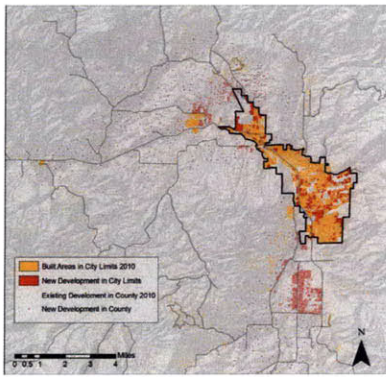 Built Areas in City Limits 2010
New Development in City Limits
Existing Development in County 2010
New Development in County
0 0.5 1 2 3 4
Miles
N